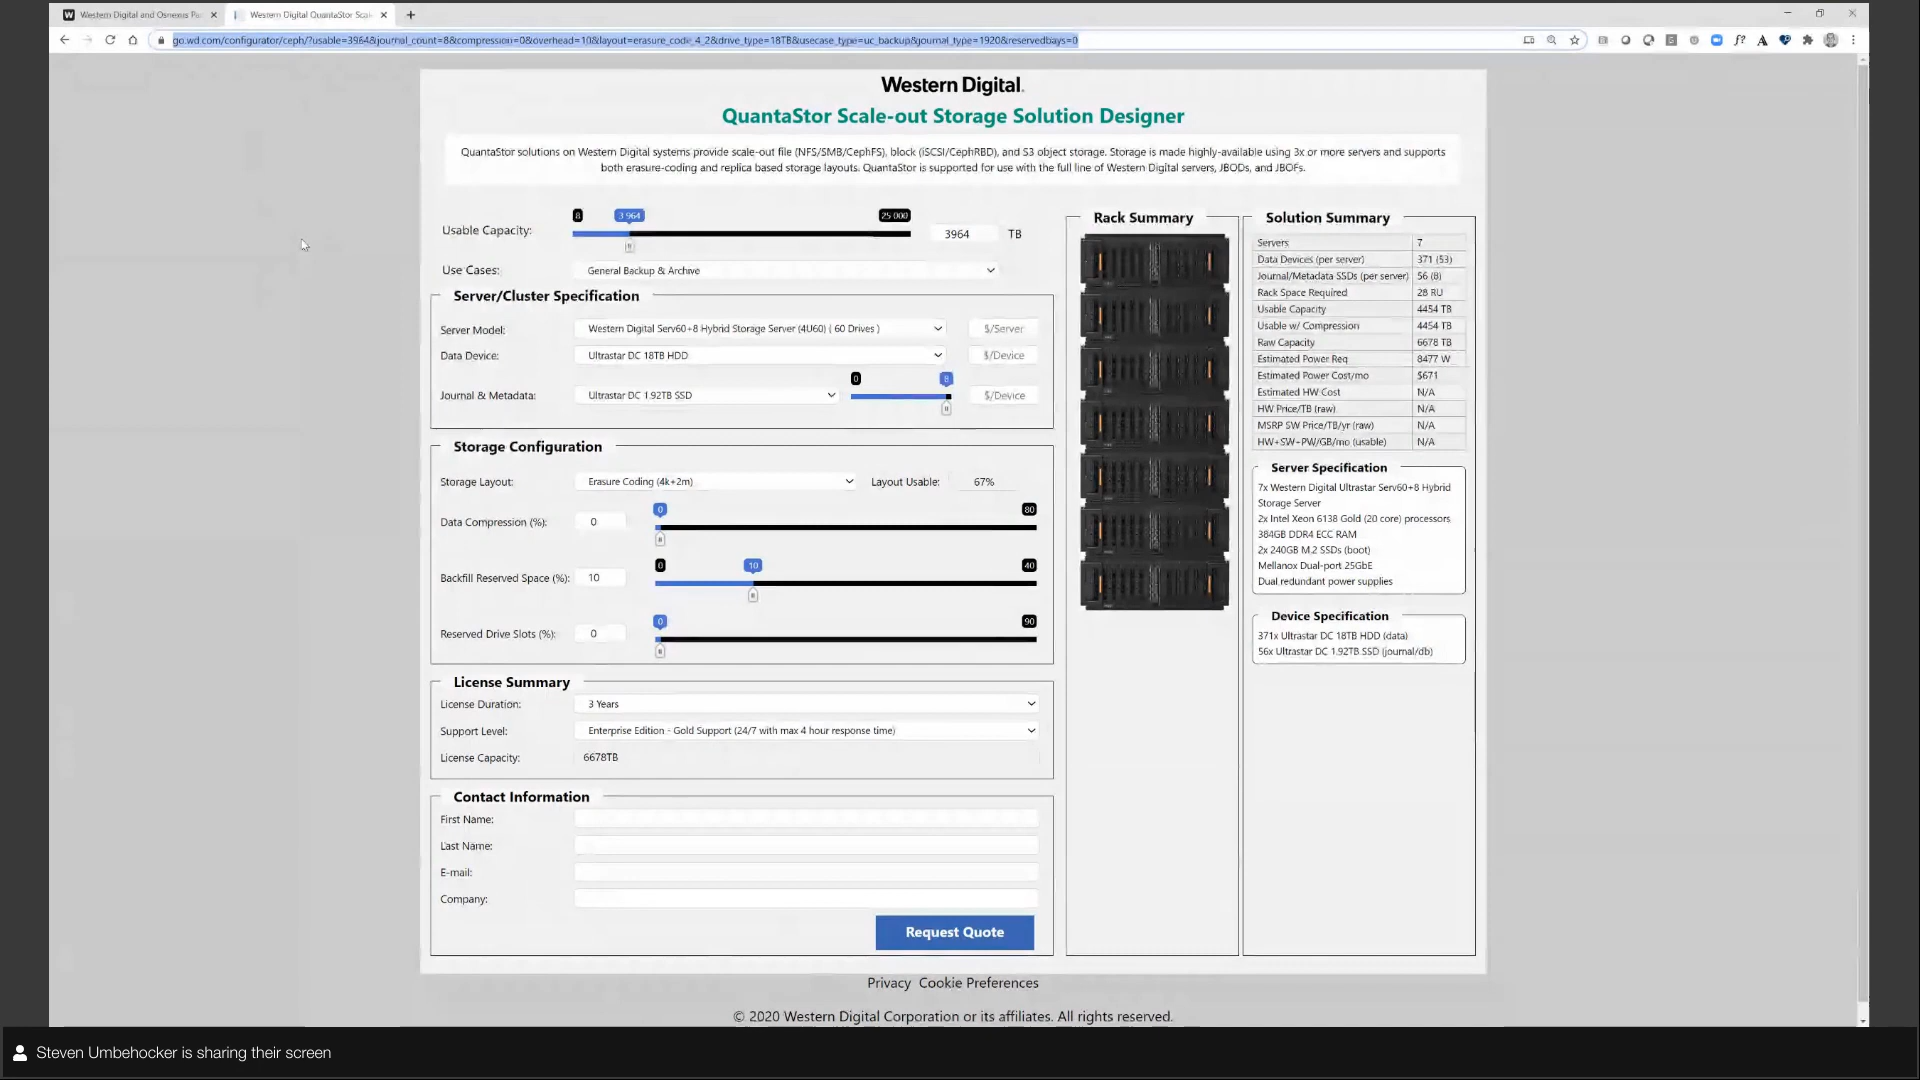 Western Digital and Osnexus Pa
Western Digital QuantaStor Scal
go.wd.com/configurator/ceph/?usable=3964&journal_count=8&compression=0&overhead=10&layout=erasure_code_4_2&drive_type=18TB&usecase_type=uc_backup&journal_type=1920&reservedbays=0
Western Digital.
QuantaStor Scale-out Storage Solution Designer
QuantaStor solutions on Western Digital systems provide scale-out file (NFS/SMB/CephFS), block (iSCSI/CephRBD), and S3 object storage. Storage is made highly-available using 3x or more servers and supports
both erasure-coding and replica based storage layouts. QuantaStor is supported for use with the full line of Western Digital servers, JBODs, and JBOFs.
8 3 964 25 000
Usable Capacity: 3964 TB
Use Cases: General Backup & Archive
Server/Cluster Specification
Server Model: Western Digital Serv60+8 Hybrid Storage Server (4U60) ( 60 Drives ) $/Server
Data Device: Ultrastar DC 18TB HDD $/Device
0 8
Journal & Metadata: Ultrastar DC 1.92TB SSD $/Device
Storage Configuration
Storage Layout: Erasure Coding (4k+2m) Layout Usable: 67%
0 80
Data Compression (%): 0
0 10 40
Backfill Reserved Space (%): 10
0 90
Reserved Drive Slots (%): 0
License Summary
License Duration: 3 Years
Support Level: Enterprise Edition - Gold Support (24/7 with max 4 hour response time)
License Capacity: 6678TB
Contact Information
First Name:
Last Name:
E-mail:
Company:
Request Quote
Rack Summary
Solution Summary
Servers 7
Data Devices (per server) 371 (53)
Journal/Metadata SSDs (per server) 56 (8)
Rack Space Required 28 RU
Usable Capacity 4454 TB
Usable w/ Compression 4454 TB
Raw Capacity 6678 TB
Estimated Power Req 8477 W
Estimated Power Cost/mo $671
Estimated HW Cost N/A
HW Price/TB (raw) N/A
MSRP SW Price/TB/yr (raw) N/A
HW+SW+PW/GB/mo (usable) N/A
Server Specification
7x Western Digital Ultrastar Serv60+8 Hybrid
Storage Server
2x Intel Xeon 6138 Gold (20 core) processors
384GB DDR4 ECC RAM
2x 240GB M.2 SSDs (boot)
Mellanox Dual-port 25GbE
Dual redundant power supplies
Device Specification
371x Ultrastar DC 18TB HDD (data)
56x Ultrastar DC 1.92TB SSD (journal/db)
Privacy Cookie Preferences
© 2020 Western Digital Corporation or its affiliates. All rights reserved.
Steven Umbehocker is sharing their screen